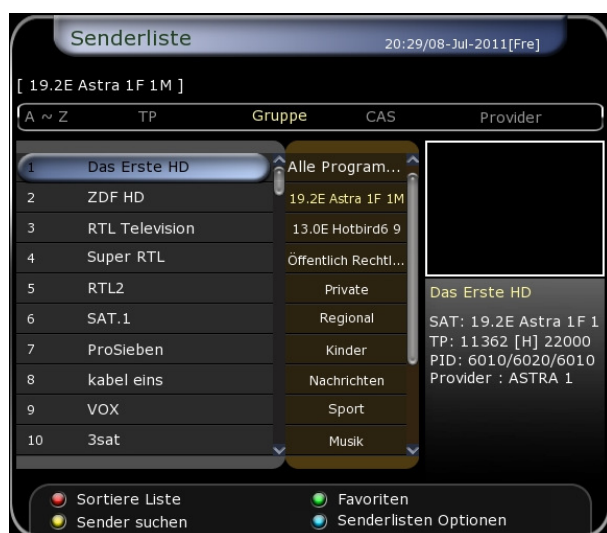 Senderliste
20:29/08-Jul-2011[Fre]
[ 19.2E Astra 1F 1M ]
A ~ Z TP Gruppe CAS Provider
1 Das Erste HD
2 ZDF HD
3 RTL Television
4 Super RTL
5 RTL2
6 SAT.1
7 ProSieben
8 kabel eins
9 VOX
10 3sat
Alle Program...
19.2E Astra 1F 1M
13.0E Hotbird6 9
Öffentlich Rechtl...
Private
Regional
Kinder
Nachrichten
Sport
Musik
Das Erste HD
SAT: 19.2E Astra 1F 1
TP: 11362 [H] 22000
PID: 6010/6020/6010
Provider : ASTRA 1
Sortiere Liste
Favoriten
Sender suchen
Senderlisten Optionen